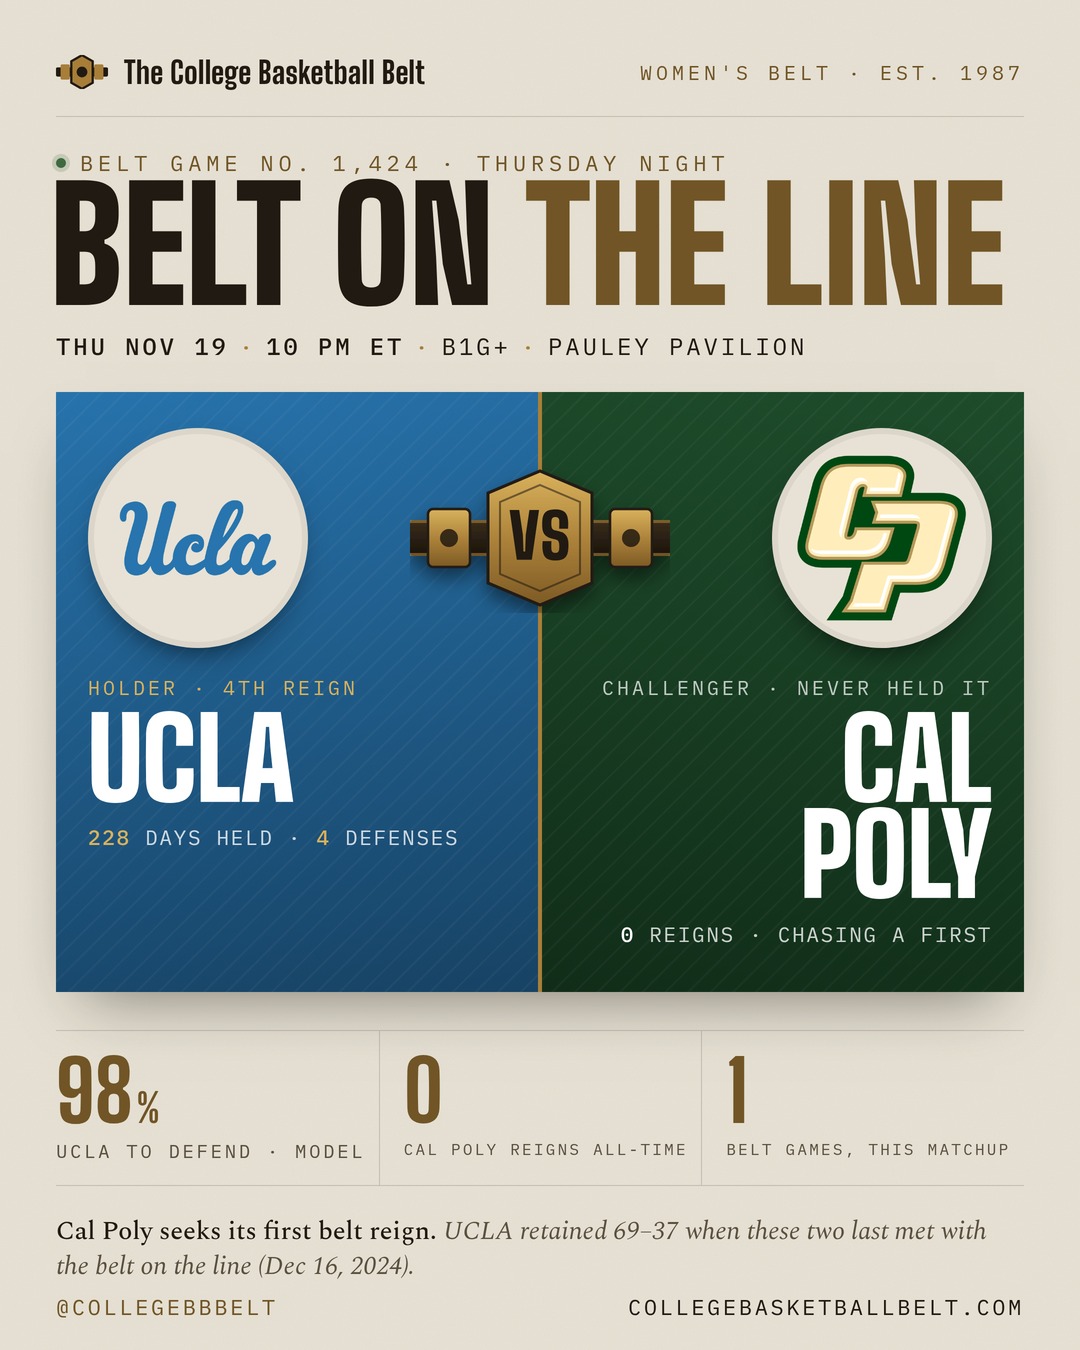 The College Basketball Belt
WOMEN'S BELT · EST. 1987
BELT GAME NO. 1,424 · THURSDAY NIGHT
BELT ON THE LINE
THU NOV 19 · 10 PM ET · B1G+ · PAULEY PAVILION
Ucla
VS
CP
HOLDER · 4TH REIGN
UCLA
228 DAYS HELD · 4 DEFENSES
CHALLENGER · NEVER HELD IT
CAL
POLY
0 REIGNS · CHASING A FIRST
98%
UCLA TO DEFEND · MODEL
0
CAL POLY REIGNS ALL-TIME
1
BELT GAMES, THIS MATCHUP
Cal Poly seeks its first belt reign. UCLA retained 69–37 when these two last met with
the belt on the line (Dec 16, 2024).
@COLLEGEBBBELT
COLLEGEBASKETBALLBELT.COM